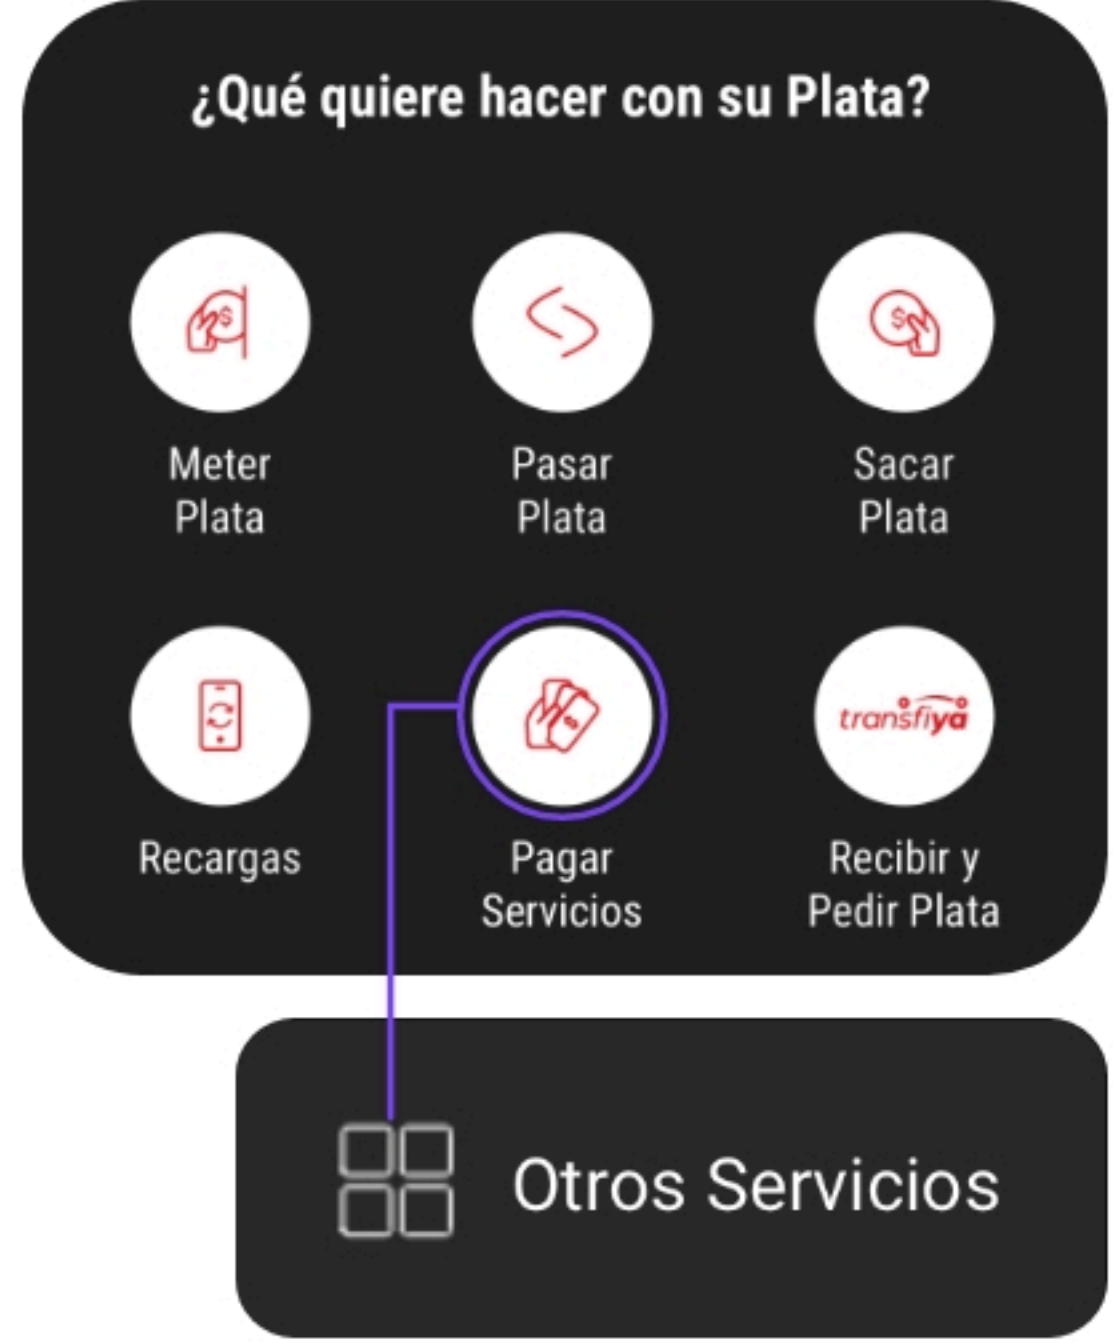 ¿Qué quiere hacer con su Plata?
Meter
Plata
Pasar
Plata
Sacar
Plata
Recargas
Pagar
Servicios
transfiya
Recibir y
Pedir Plata
Otros Servicios